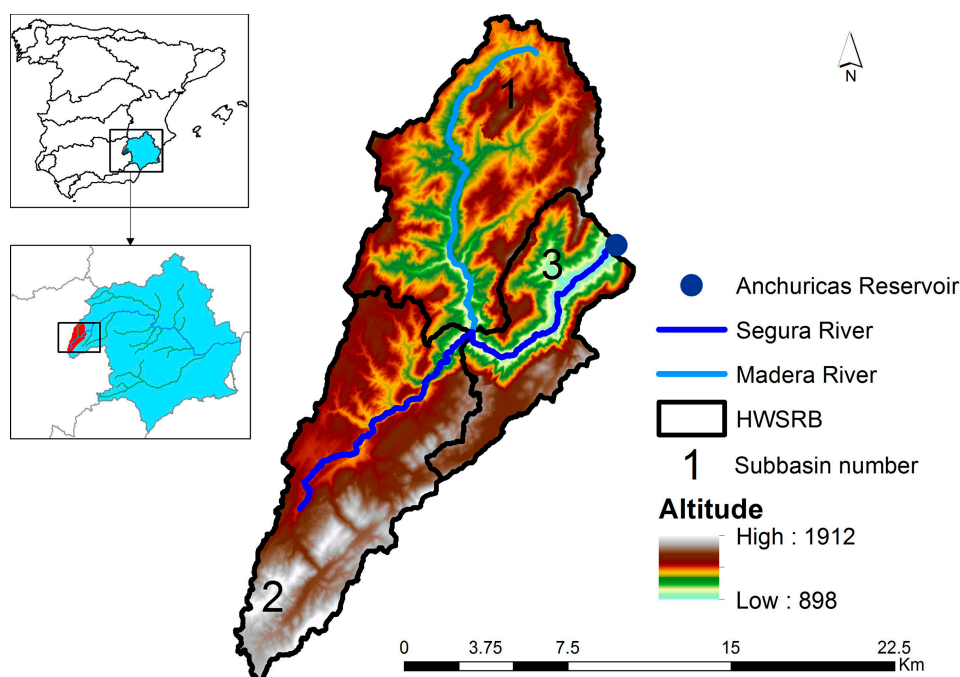 1
N
3
2
Anchuricas Reservoir
Segura River
Madera River
HWSRB
1 Subbasin number
Altitude
High : 1912
Low : 898
0 3.75 7.5 15 22.5
Km